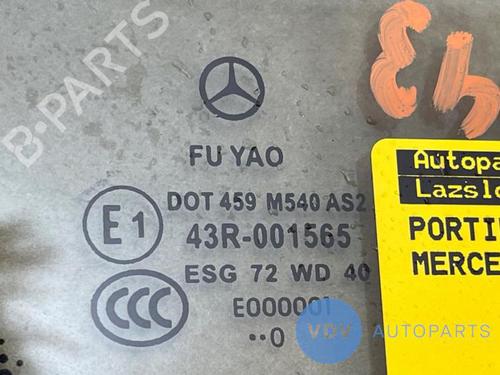 B-PARTS
43
FU YAO
DOT 459 M540 AS2
E1
43R-001565
ESG 72 WD 40
CCC
E000001
••0
Autopa
Lazslo
PORTI
MERCE
VDV AUTOPARTS